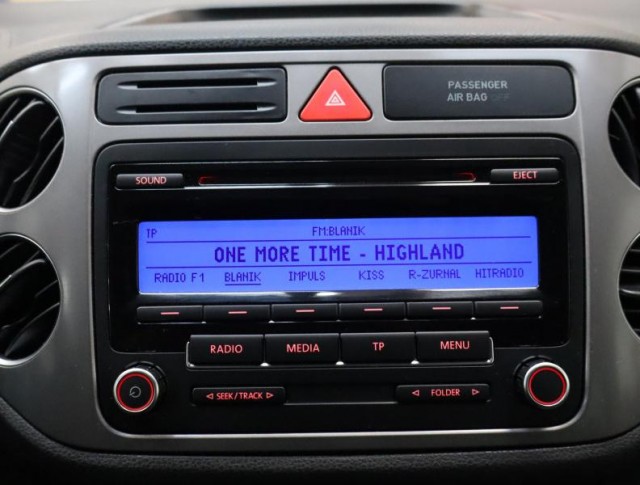 PASSENGER
AIR BAG OFF
SOUND
EJECT
TP FM:BLANIK
ONE MORE TIME - HIGHLAND
RADIO F1 BLANIK IMPULS KISS R-ZURNAL HITRADIO
RADIO MEDIA TP MENU
SEEK/TRACK FOLDER